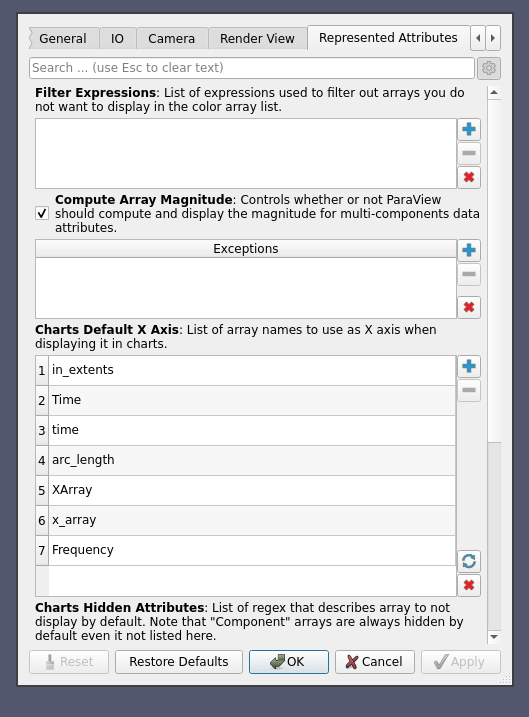 General IO Camera Render View Represented Attributes
Search ... (use Esc to clear text)
Filter Expressions: List of expressions used to filter out arrays you do
not want to display in the color array list.
Compute Array Magnitude: Controls whether or not ParaView
should compute and display the magnitude for multi-components data
attributes.
Exceptions
Charts Default X Axis: List of array names to use as X axis when
displaying it in charts.
1 in_extents
2 Time
3 time
4 arc_length
5 XArray
6 x_array
7 Frequency
Charts Hidden Attributes: List of regex that describes array to not
display by default. Note that "Component" arrays are always hidden by
default even it not listed here.
Reset Restore Defaults OK Cancel Apply